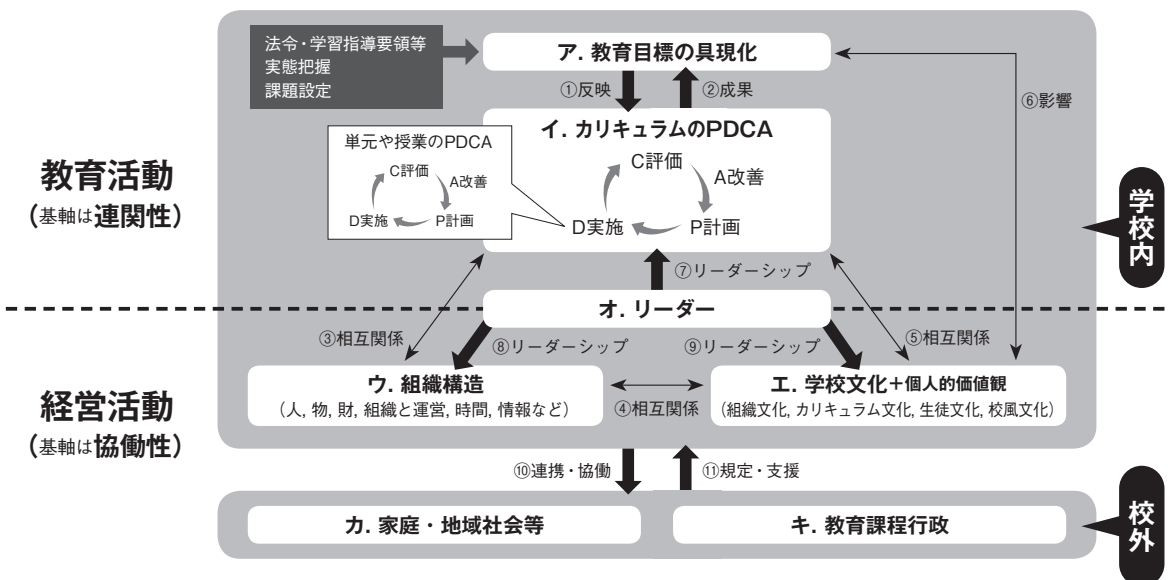 法令・学習指導要領等
実態把握
課題設定
ア. 教育目標の具現化
①反映
②成果
⑥影響
イ. カリキュラムのPDCA
C評価
A改善
D実施
P計画
単元や授業のPDCA
C評価
A改善
D実施
P計画
教育活動
(基軸は連関性)
学校内
⑦リーダーシップ
オ. リーダー
③相互関係
⑧リーダーシップ
⑨リーダーシップ
⑤相互関係
経営活動
(基軸は協働性)
ウ. 組織構造
(人, 物, 財, 組織と運営, 時間, 情報など)
④相互関係
エ. 学校文化+個人的価値観
(組織文化, カリキュラム文化, 生徒文化, 校風文化)
⑩連携・協働
⑪規定・支援
カ. 家庭・地域社会等
キ. 教育課程行政
校外